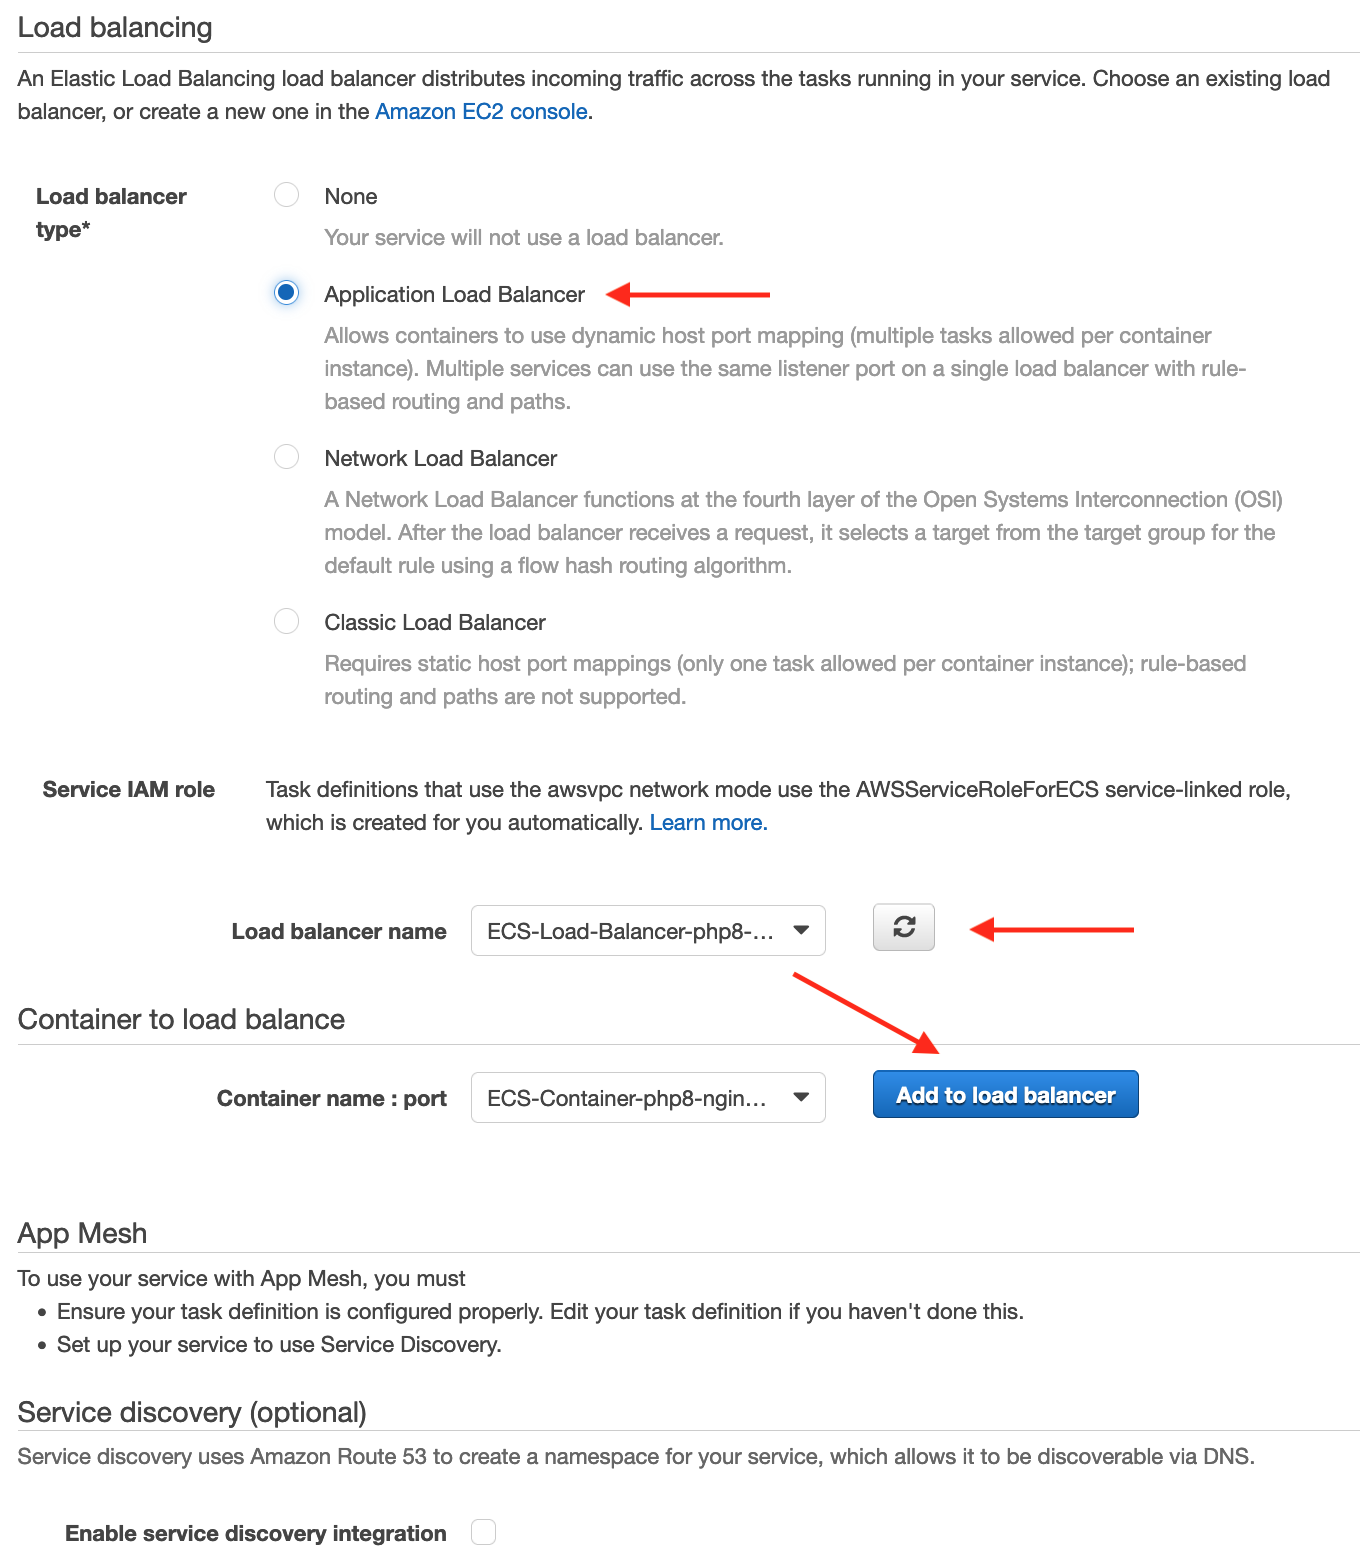 Load balancing
An Elastic Load Balancing load balancer distributes incoming traffic across the tasks running in your service. Choose an existing load
balancer, or create a new one in the Amazon EC2 console.
Load balancer
type*
None
Your service will not use a load balancer.
Application Load Balancer
Allows containers to use dynamic host port mapping (multiple tasks allowed per container
instance). Multiple services can use the same listener port on a single load balancer with rule-
based routing and paths.
Network Load Balancer
A Network Load Balancer functions at the fourth layer of the Open Systems Interconnection (OSI)
model. After the load balancer receives a request, it selects a target from the target group for the
default rule using a flow hash routing algorithm.
Classic Load Balancer
Requires static host port mappings (only one task allowed per container instance); rule-based
routing and paths are not supported.
Service IAM role
Task definitions that use the awsvpc network mode use the AWSServiceRoleForECS service-linked role,
which is created for you automatically. Learn more.
Load balancer name
ECS-Load-Balancer-php8-...
Container to load balance
Container name : port
ECS-Container-php8-ngin...
Add to load balancer
App Mesh
To use your service with App Mesh, you must
• Ensure your task definition is configured properly. Edit your task definition if you haven't done this.
• Set up your service to use Service Discovery.
Service discovery (optional)
Service discovery uses Amazon Route 53 to create a namespace for your service, which allows it to be discoverable via DNS.
Enable service discovery integration